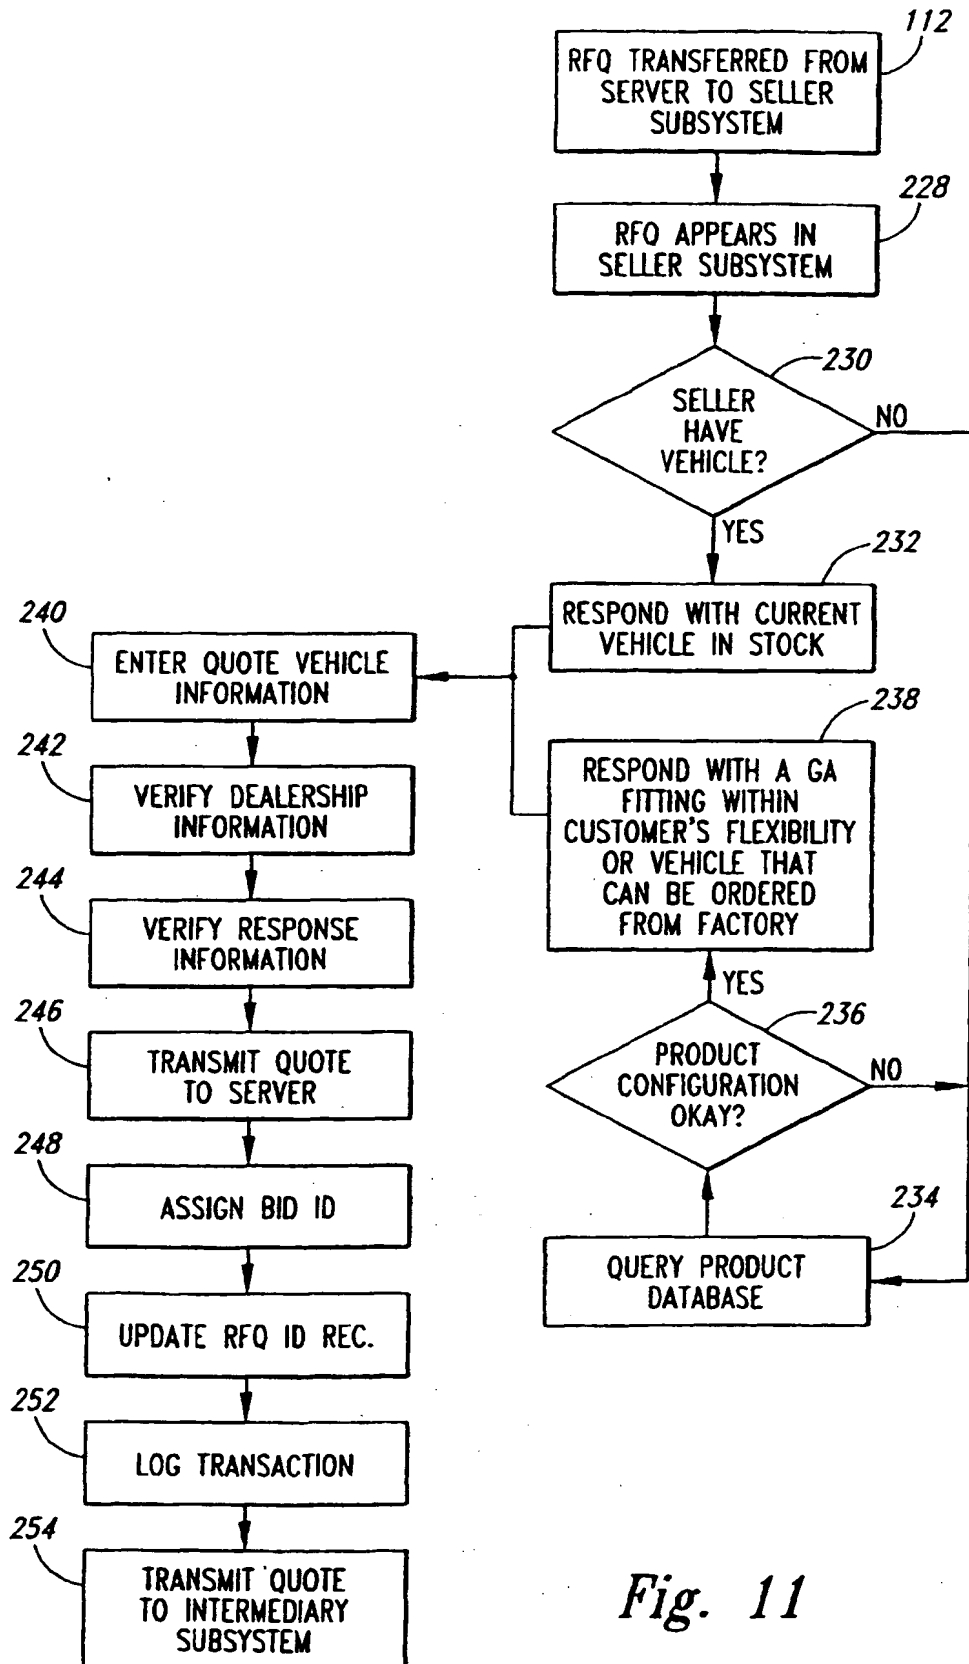 112
RFQ TRANSFERRED FROM
SERVER TO SELLER
SUBSYSTEM
228
RFQ APPEARS IN
SELLER SUBSYSTEM
230
SELLER
HAVE
VEHICLE?
NO
YES
232
RESPOND WITH CURRENT
VEHICLE IN STOCK
238
RESPOND WITH A GA
FITTING WITHIN
CUSTOMER'S FLEXIBILITY
OR VEHICLE THAT
CAN BE ORDERED
FROM FACTORY
YES
236
PRODUCT
CONFIGURATION
OKAY?
NO
234
QUERY PRODUCT
DATABASE
240
ENTER QUOTE VEHICLE
INFORMATION
242
VERIFY DEALERSHIP
INFORMATION
244
VERIFY RESPONSE
INFORMATION
246
TRANSMIT QUOTE
TO SERVER
248
ASSIGN BID ID
250
UPDATE RFQ ID REC.
252
LOG TRANSACTION
254
TRANSMIT QUOTE
TO INTERMEDIARY
SUBSYSTEM
Fig. 11